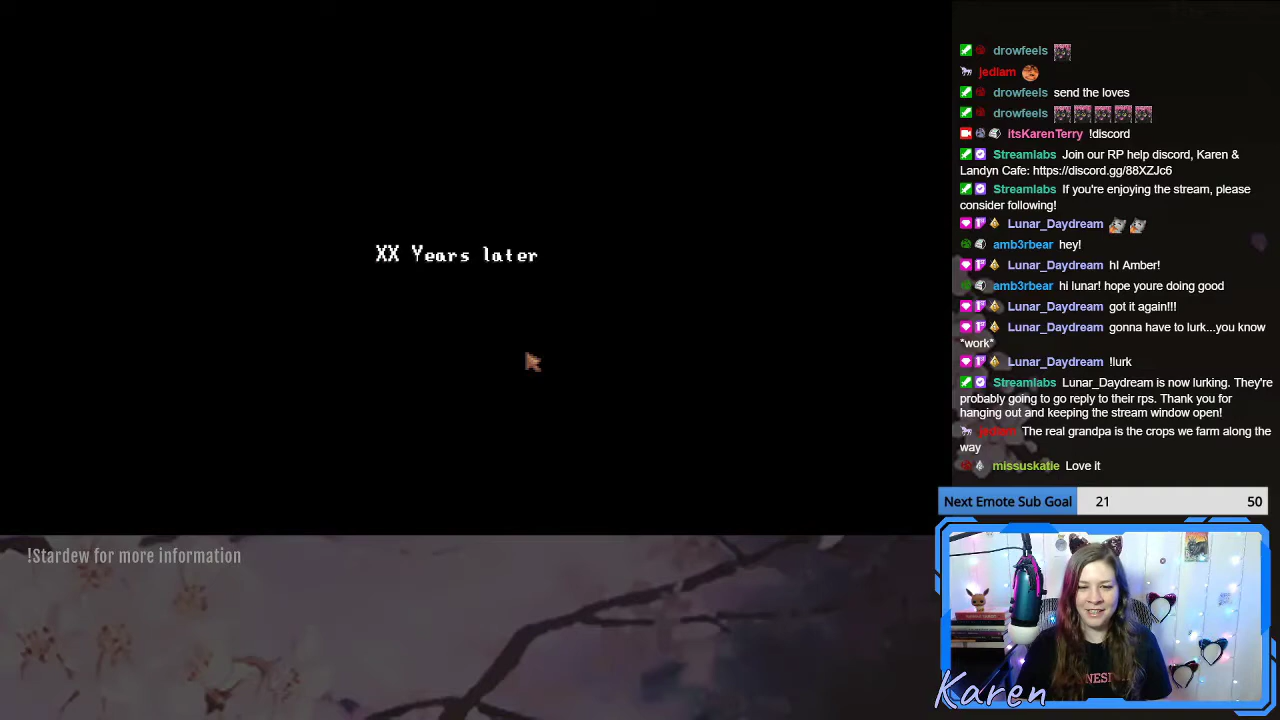 XX Years later
!Stardew for more information
drowfeels
jedlam
drowfeels send the loves
drowfeels
itsKarenTerry !discord
Streamlabs Join our RP help discord, Karen &
Landyn Cafe: https://discord.gg/88XZJc6
Streamlabs If you're enjoying the stream, please
consider following!
Lunar_Daydream
amb3rbear hey!
Lunar_Daydream hI Amber!
amb3rbear hi lunar! hope youre doing good
Lunar_Daydream got it again!!!
Lunar_Daydream gonna have to lurk...you know
*work*
Lunar_Daydream !lurk
Streamlabs Lunar_Daydream is now lurking. They're
probably going to go reply to their rps. Thank you for
hanging out and keeping the stream window open!
jedlam The real grandpa is the crops we farm along the
way
missuskatie Love it
Next Emote Sub Goal 21 50
Karen